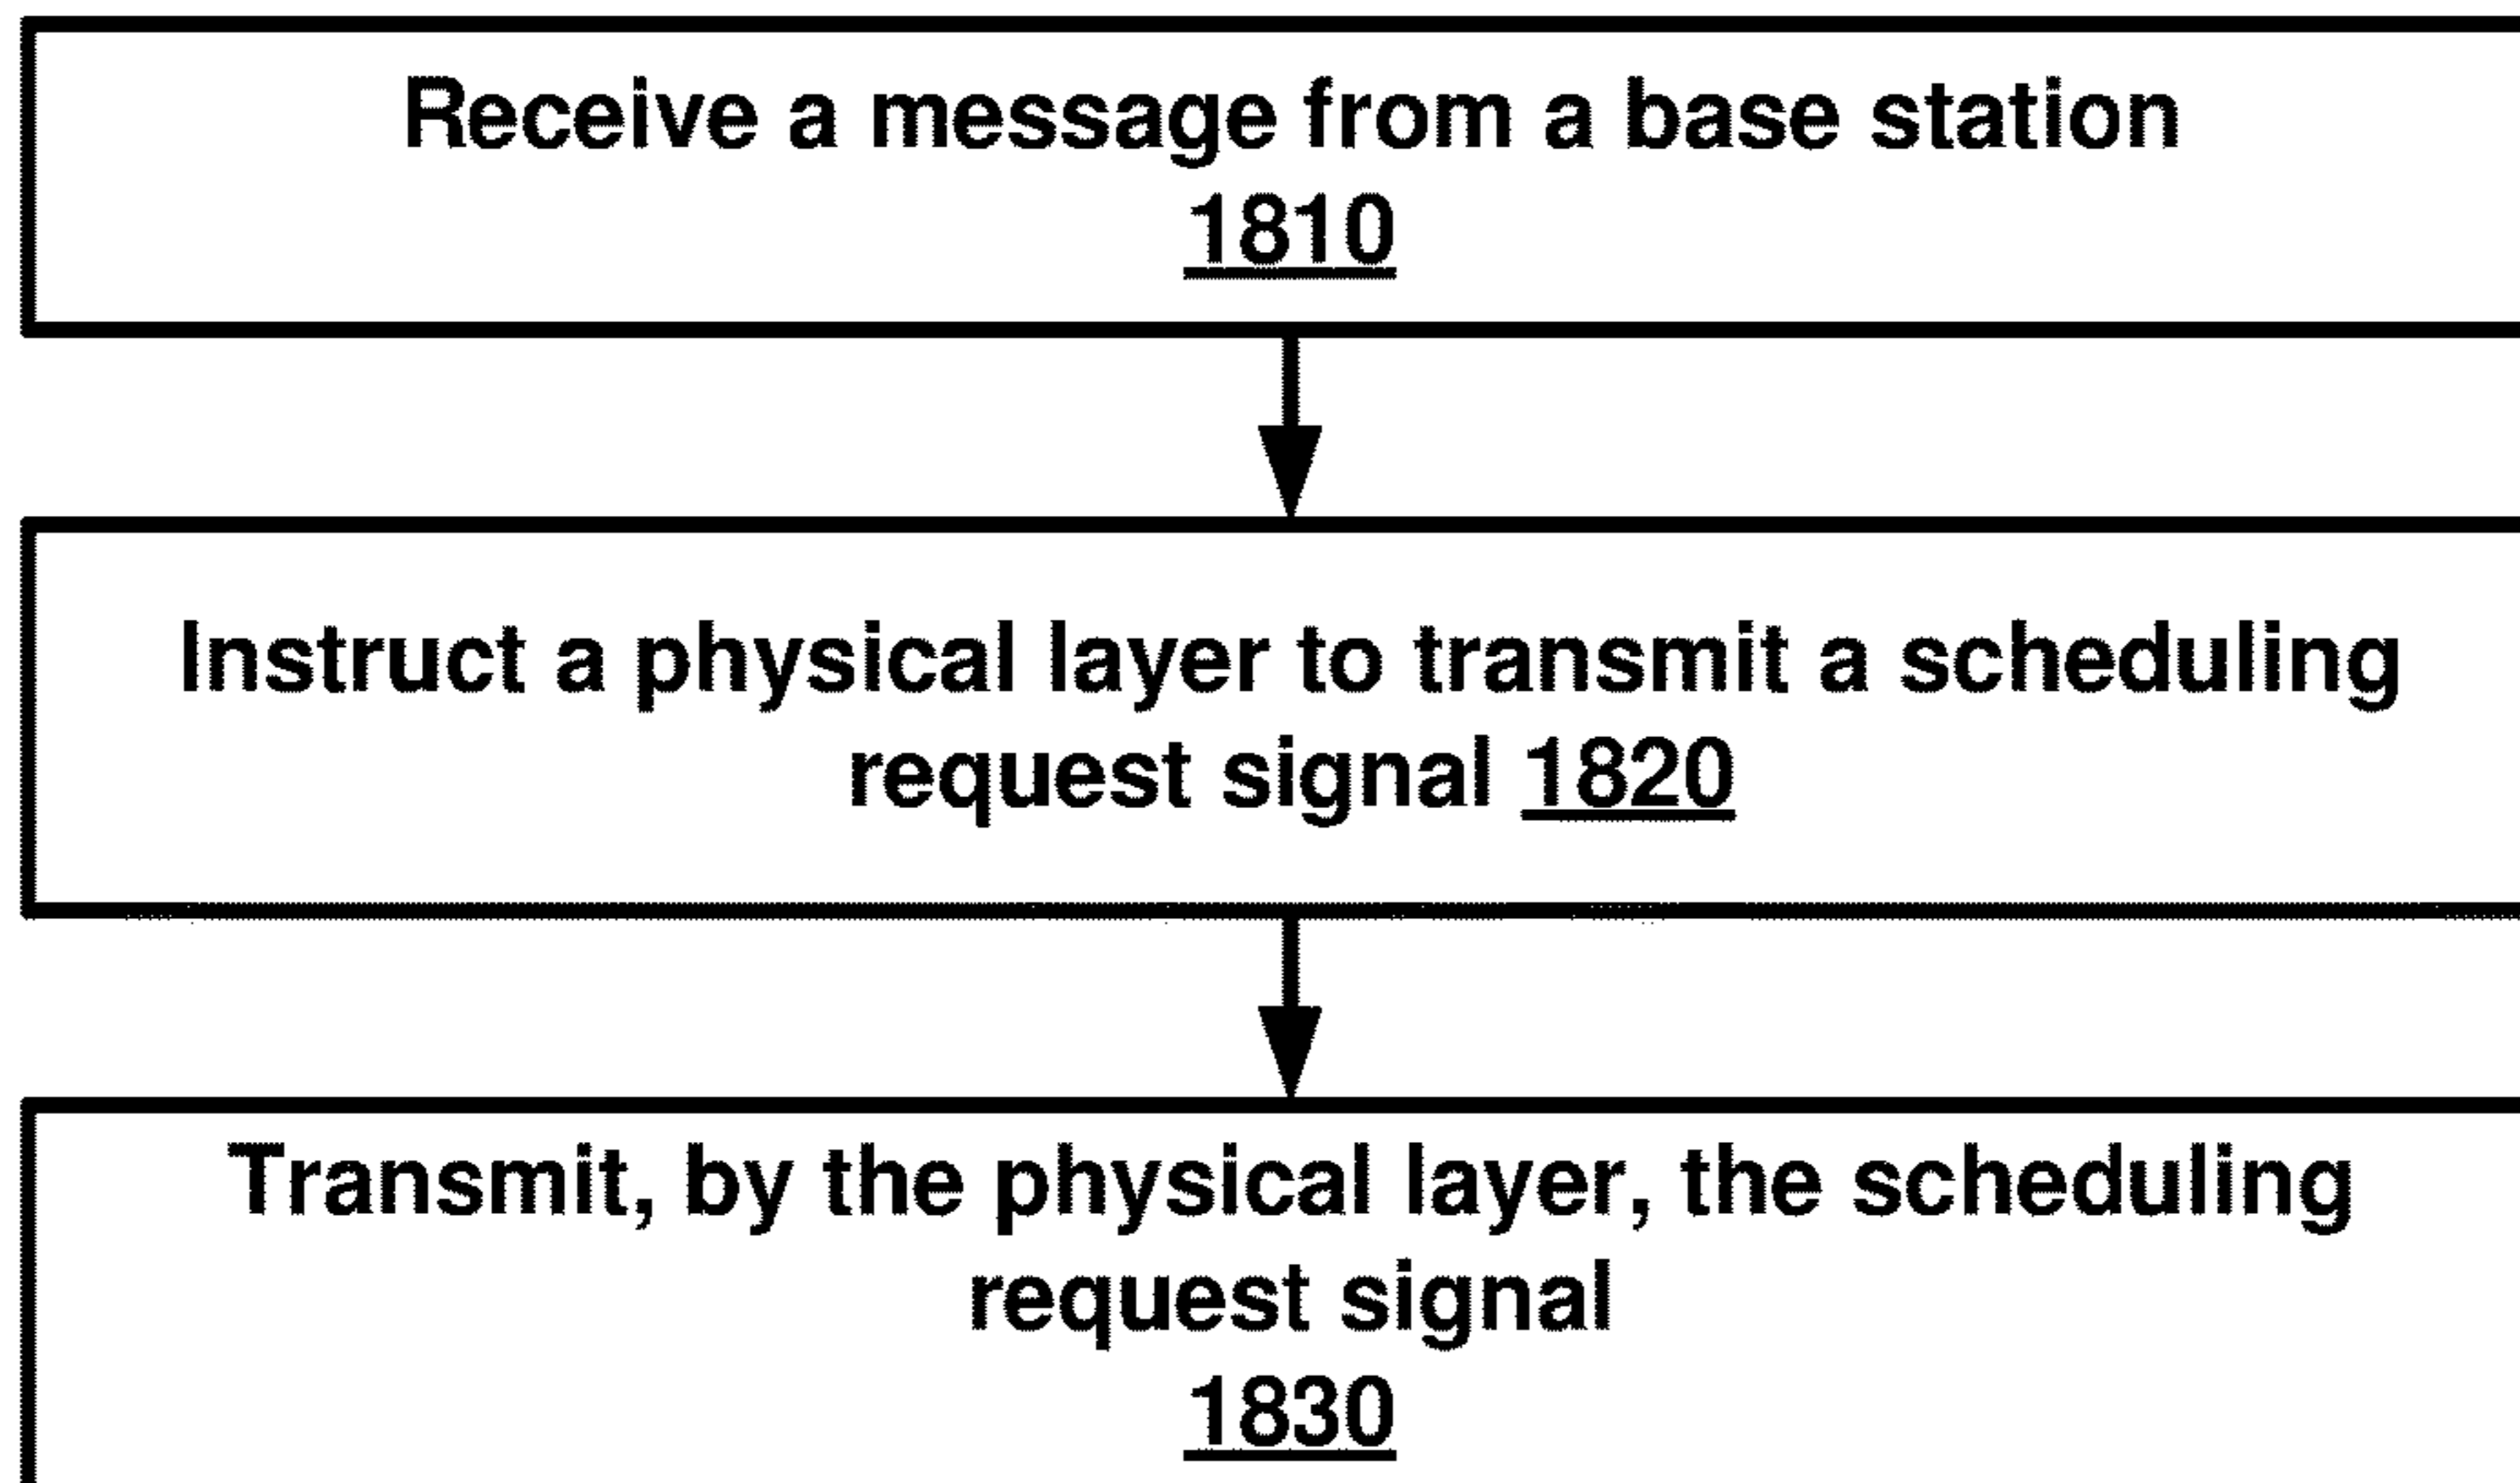 Receive a message from a base station
1810
Instruct a physical layer to transmit a scheduling
request signal 1820
Transmit, by the physical layer, the scheduling
request signal
1830